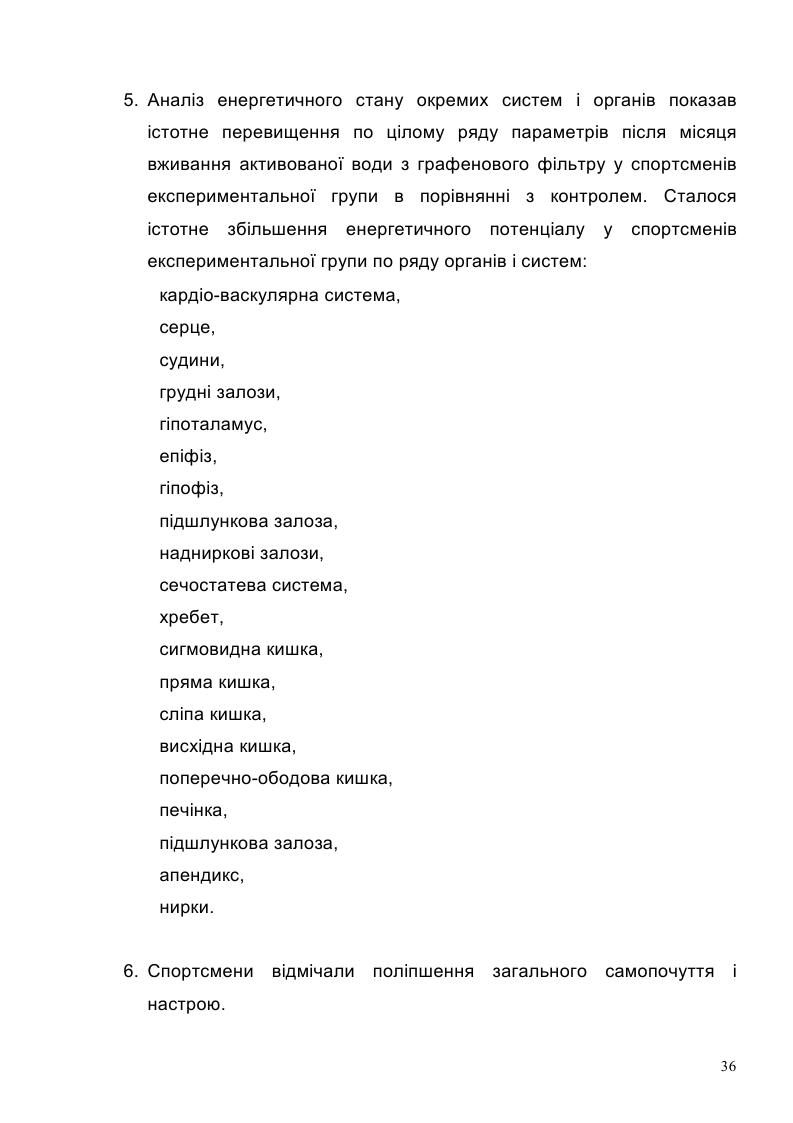 5. Аналіз енергетичного стану окремих систем і органів показав
істотне перевищення по цілому ряду параметрів після місяця
вживання активованої води з графенового фільтру у спортсменів
експериментальної групи в порівнянні з контролем. Сталося
істотне збільшення енергетичного потенціалу у спортсменів
експериментальної групи по ряду органів і систем:
кардіо-васкулярна система,
серце,
судини,
грудні залози,
гіпоталамус,
епіфіз,
гіпофіз,
підшлункова залоза,
надниркові залози,
сечостатева система,
хребет,
сигмовидна кишка,
пряма кишка,
сліпа кишка,
висхідна кишка,
поперечно-ободова кишка,
печінка,
підшлункова залоза,
апендикс,
нирки.
6. Спортсмени відмічали поліпшення загального самопочуття і
настрою.
36